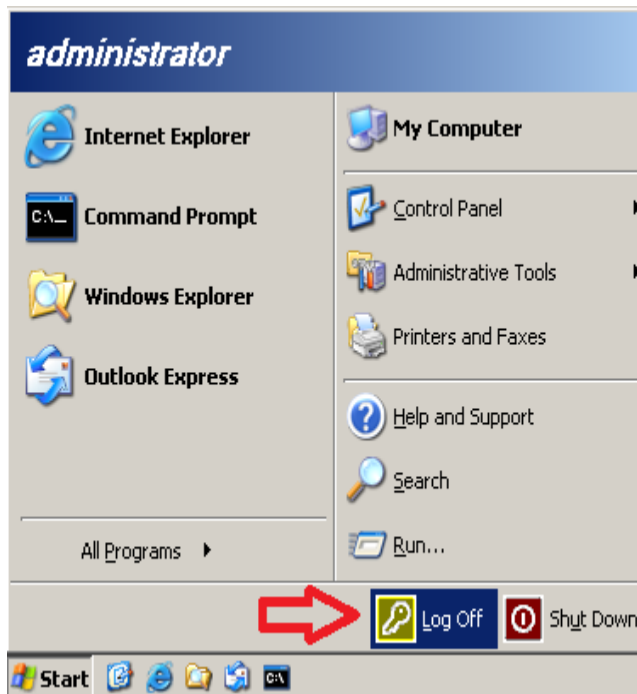 administrator
Internet Explorer
Command Prompt
Windows Explorer
Outlook Express
All Programs
My Computer
Control Panel
Administrative Tools
Printers and Faxes
Help and Support
Search
Run...
Log Off
Shut Down
Start